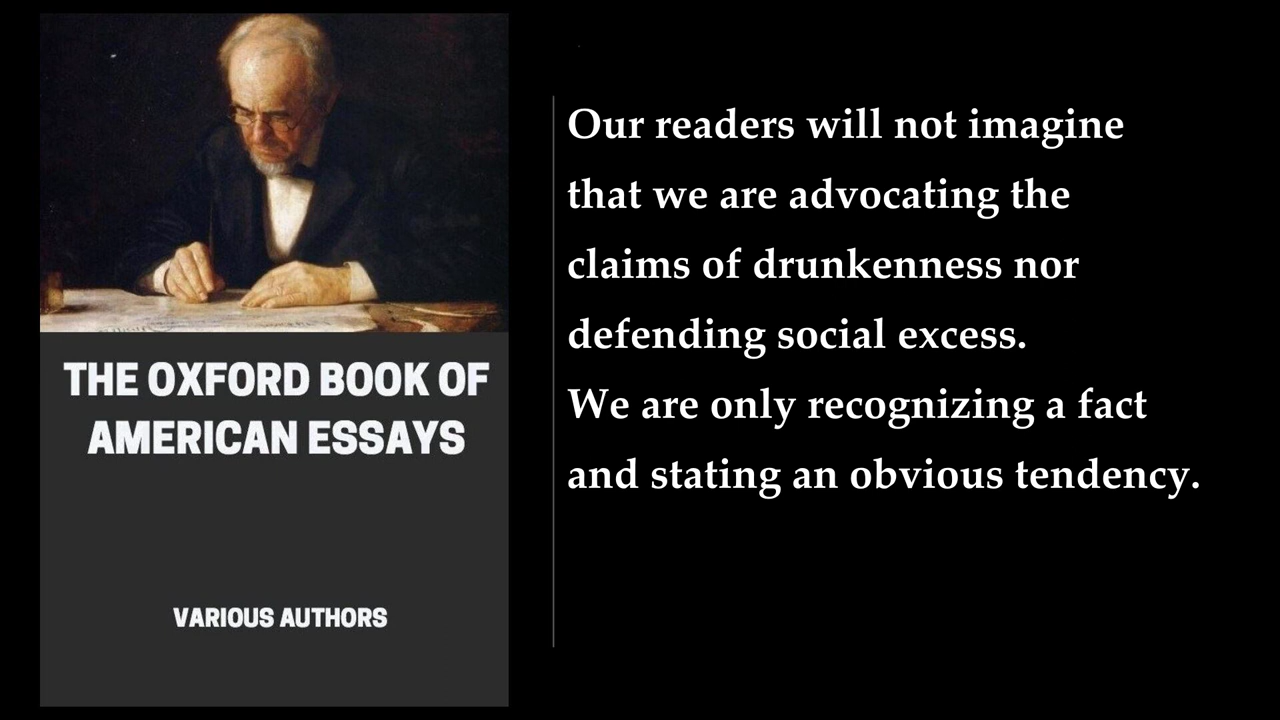 THE OXFORD BOOK OF
AMERICAN ESSAYS
VARIOUS AUTHORS
Our readers will not imagine
that we are advocating the
claims of drunkenness nor
defending social excess.
We are only recognizing a fact
and stating an obvious tendency.